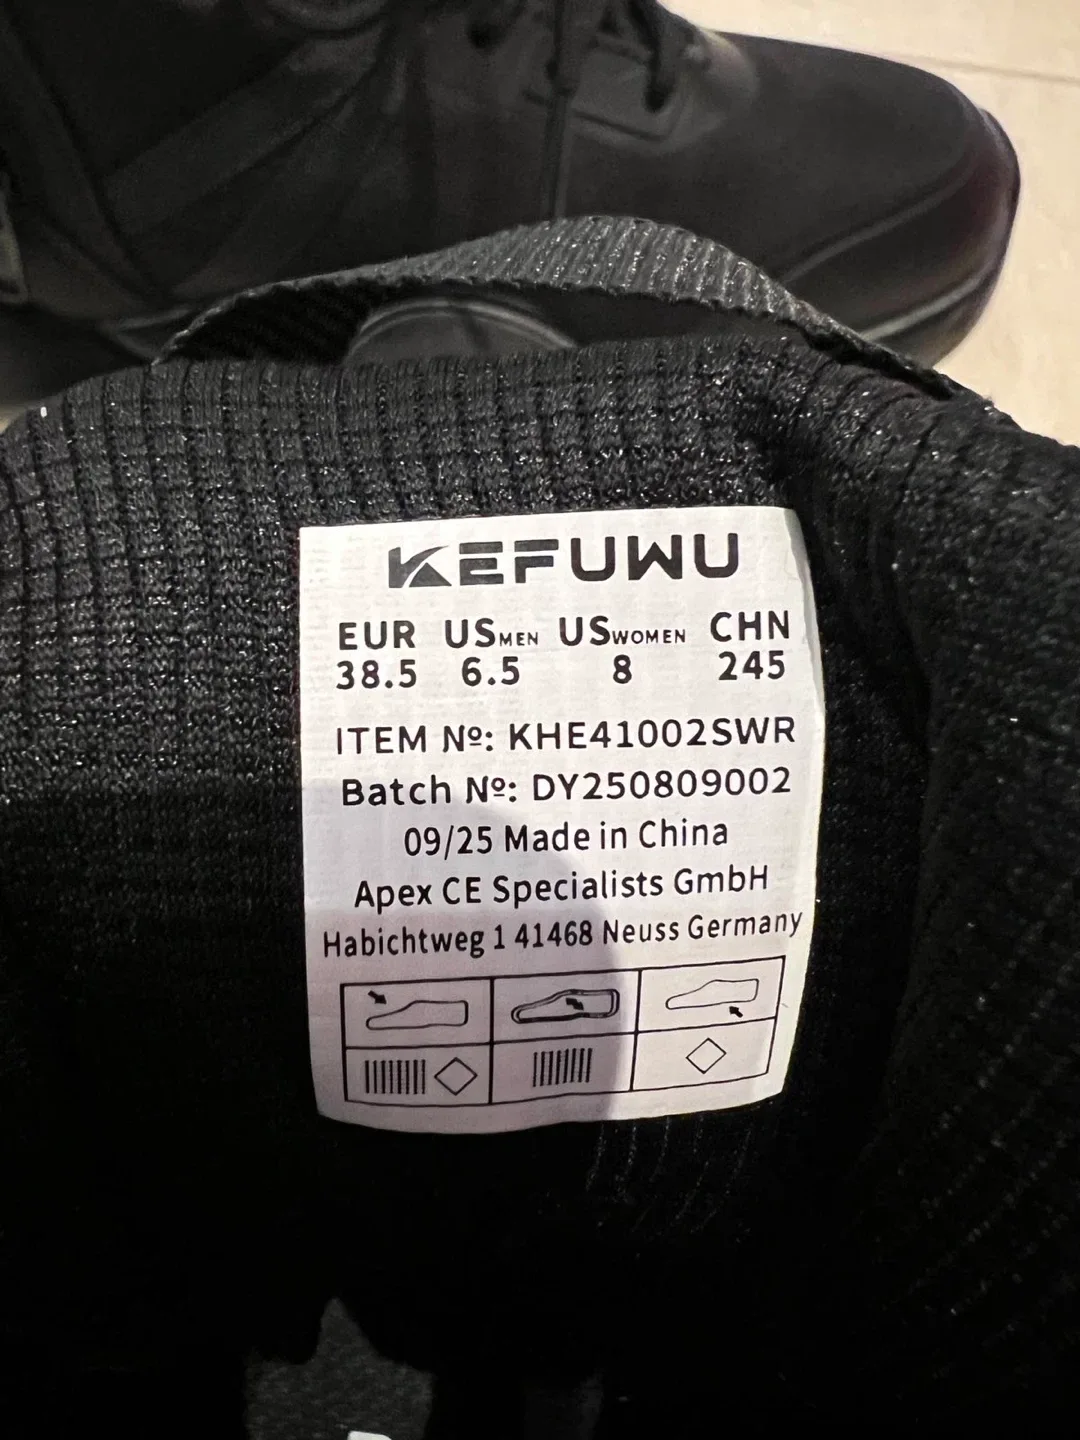 KEFUWU
EUR USMEN USWOMEN CHN
38.5 6.5 8 245
ITEM Nº: KHE41002SWR
Batch Nº: DY250809002
09/25 Made in China
Apex CE Specialists GmbH
Habichtweg 1 41468 Neuss Germany